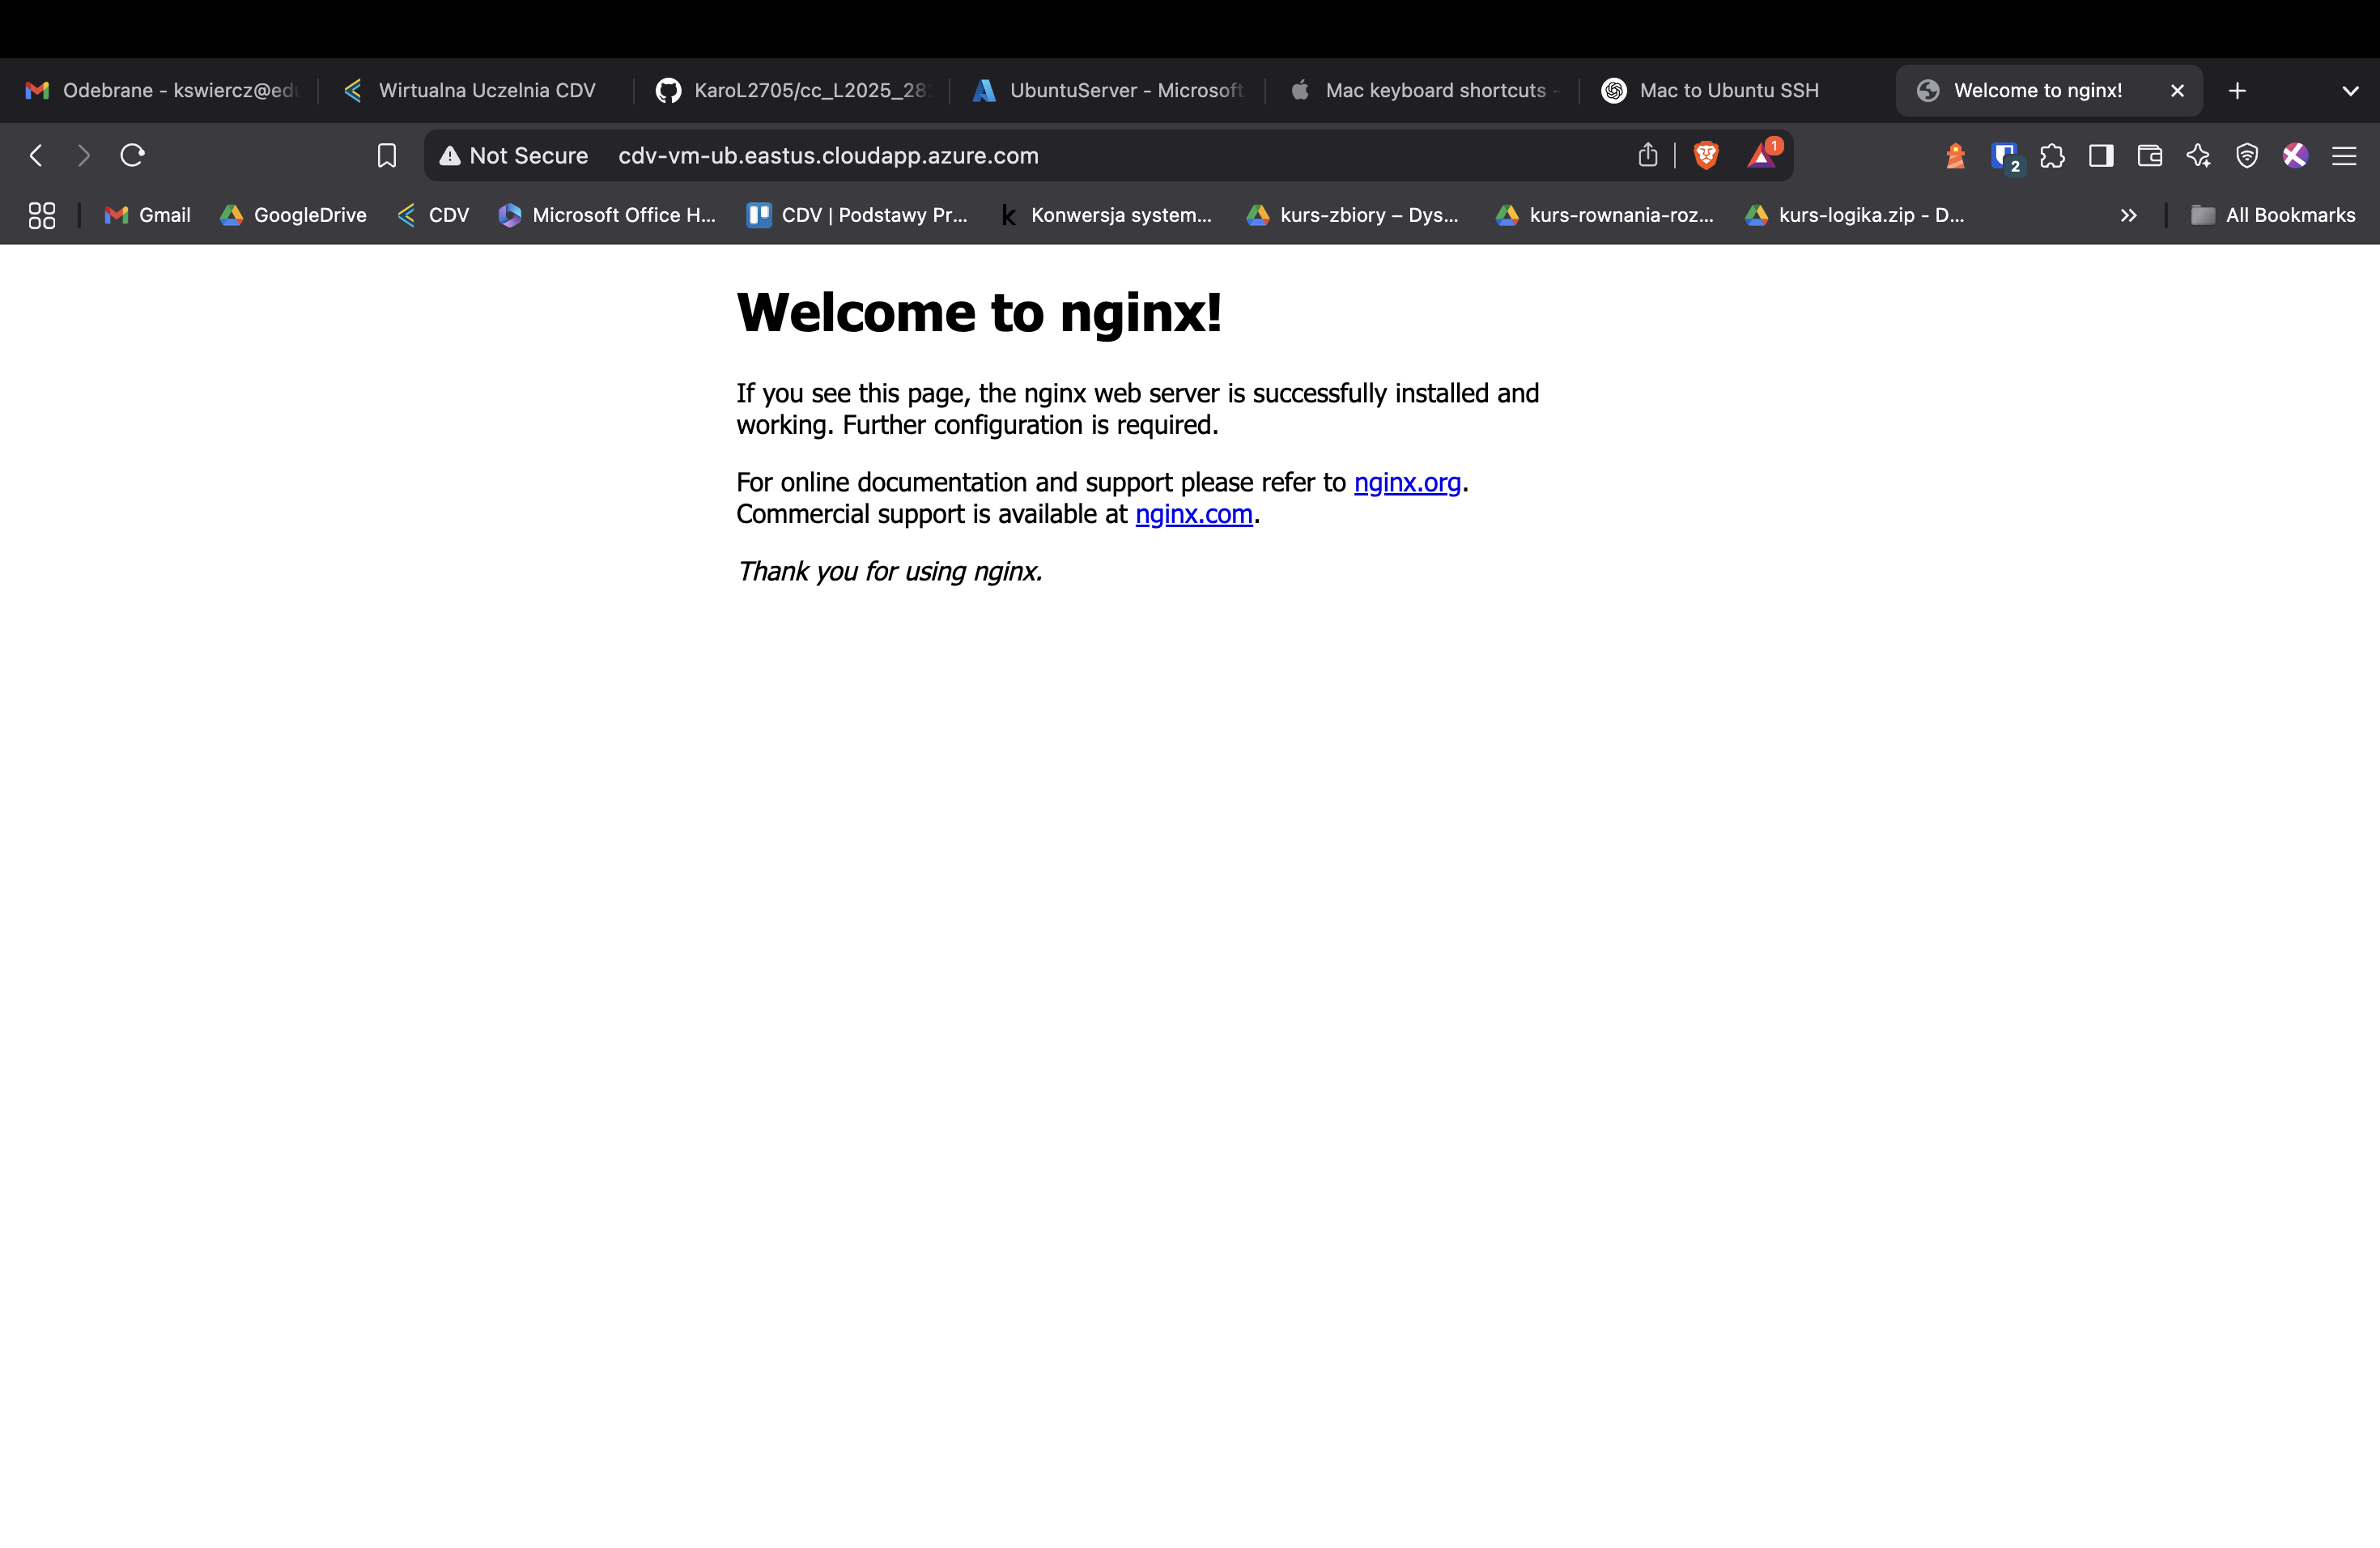 Odebrane - kswiercz@edu
Wirtualna Uczelnia CDV
KaroL2705/cc_L2025_28
UbuntuServer - Microsoft
Mac keyboard shortcuts -
Mac to Ubuntu SSH
Welcome to nginx!
Not Secure cdv-vm-ub.eastus.cloudapp.azure.com
1
2
Gmail
GoogleDrive
CDV
Microsoft Office H...
CDV | Podstawy Pr...
k Konwersja system...
kurs-zbiory – Dys...
kurs-rownania-roz...
kurs-logika.zip - D...
All Bookmarks
Welcome to nginx!
If you see this page, the nginx web server is successfully installed and
working. Further configuration is required.
For online documentation and support please refer to nginx.org.
Commercial support is available at nginx.com.
Thank you for using nginx.